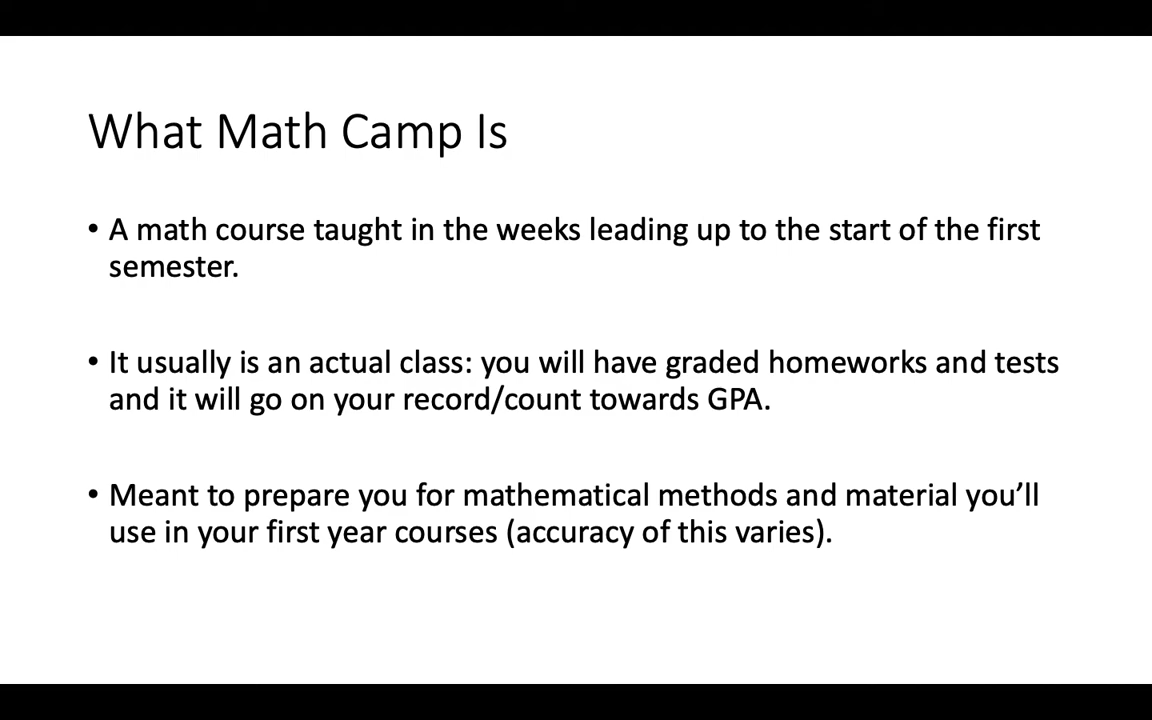 What Math Camp Is
• A math course taught in the weeks leading up to the start of the first
semester.
• It usually is an actual class: you will have graded homeworks and tests
and it will go on your record/count towards GPA.
• Meant to prepare you for mathematical methods and material you’ll
use in your first year courses (accuracy of this varies).